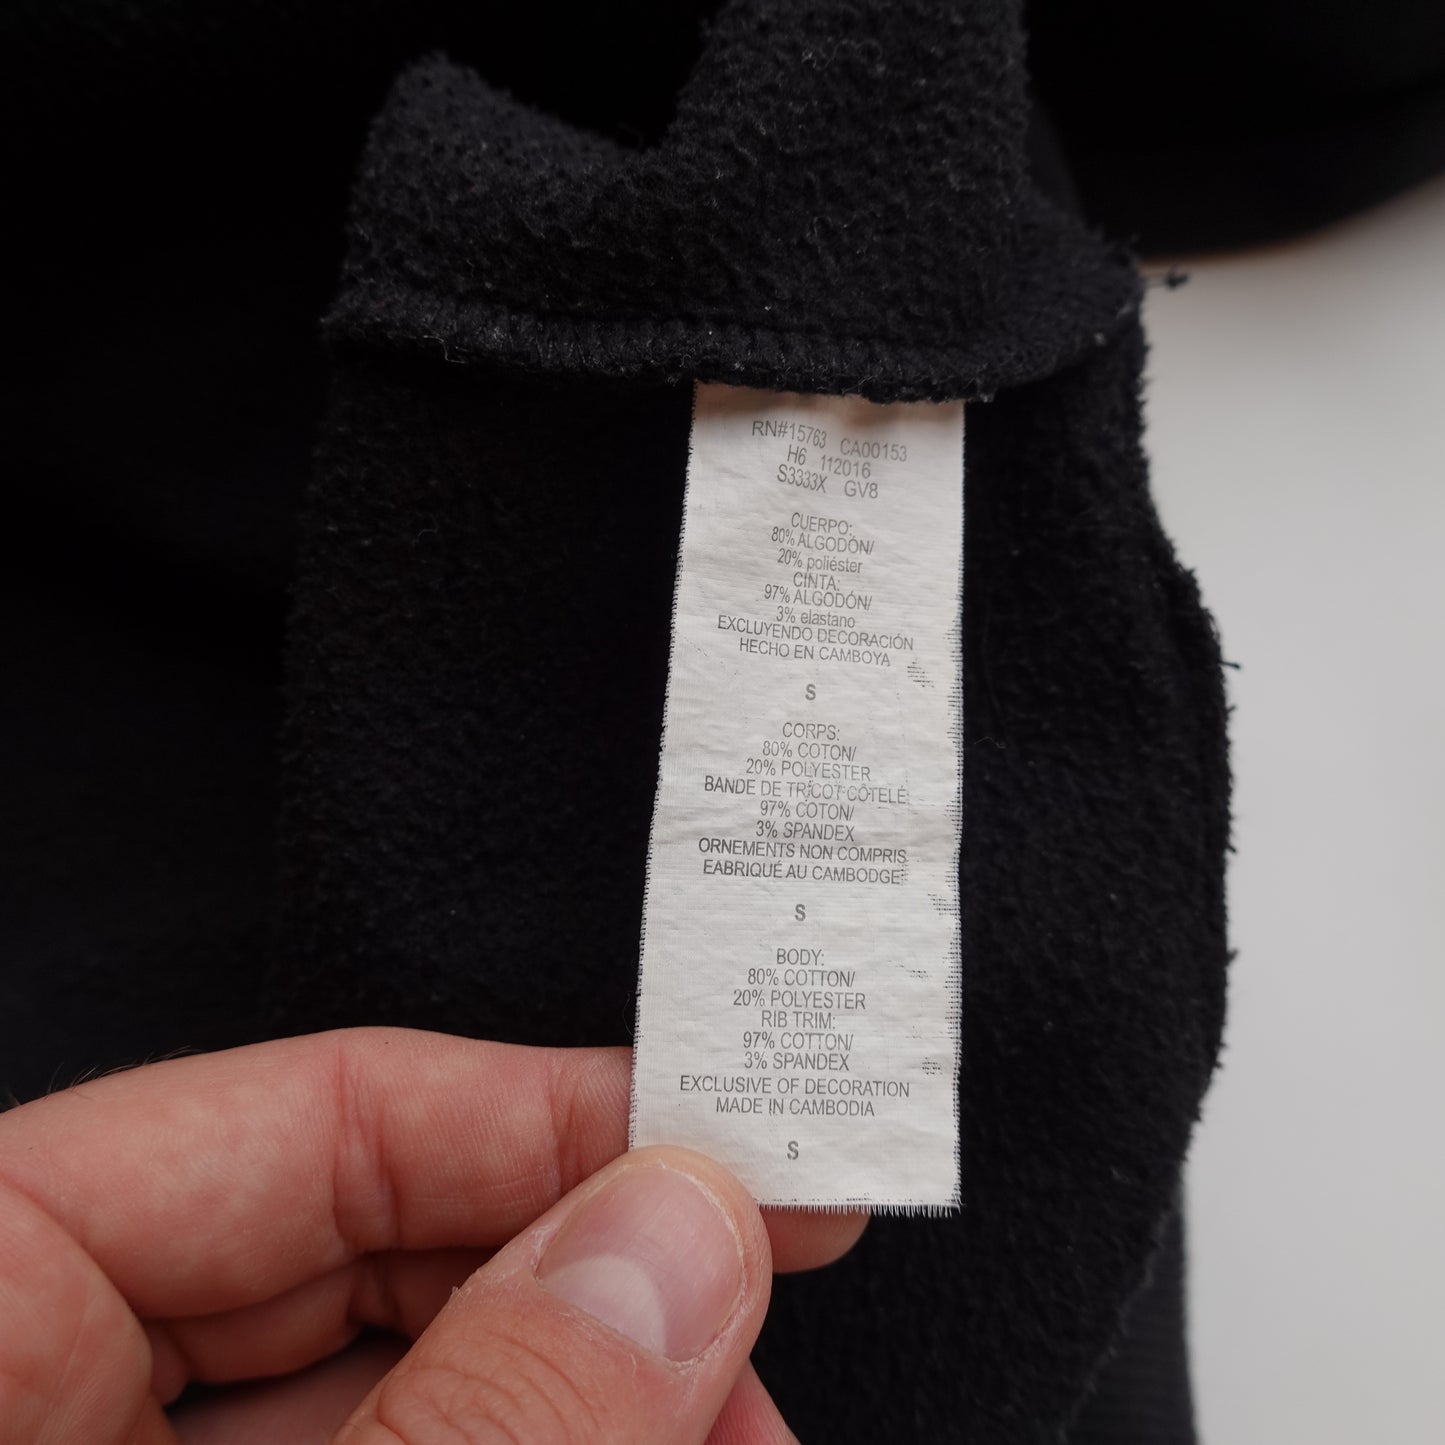 RN#15763 CA00153
H6 112016
S3333X GV8
CUERPO:
80% ALGODÓN/
20% poliéster
CINTA:
97% ALGODÓN/
3% elastano
EXCLUYENDO DECORACIÓN
HECHO EN CAMBOYA
S
CORPS:
80% COTON/
20% POLYESTER
BANDE DE TRICOT CÔTELÉ
97% COTON/
3% SPANDEX
ORNEMENTS NON COMPRIS
FABRIQUÉ AU CAMBODGE
S
BODY:
80% COTTON/
20% POLYESTER
RIB TRIM:
97% COTTON/
3% SPANDEX
EXCLUSIVE OF DECORATION
MADE IN CAMBODIA
S